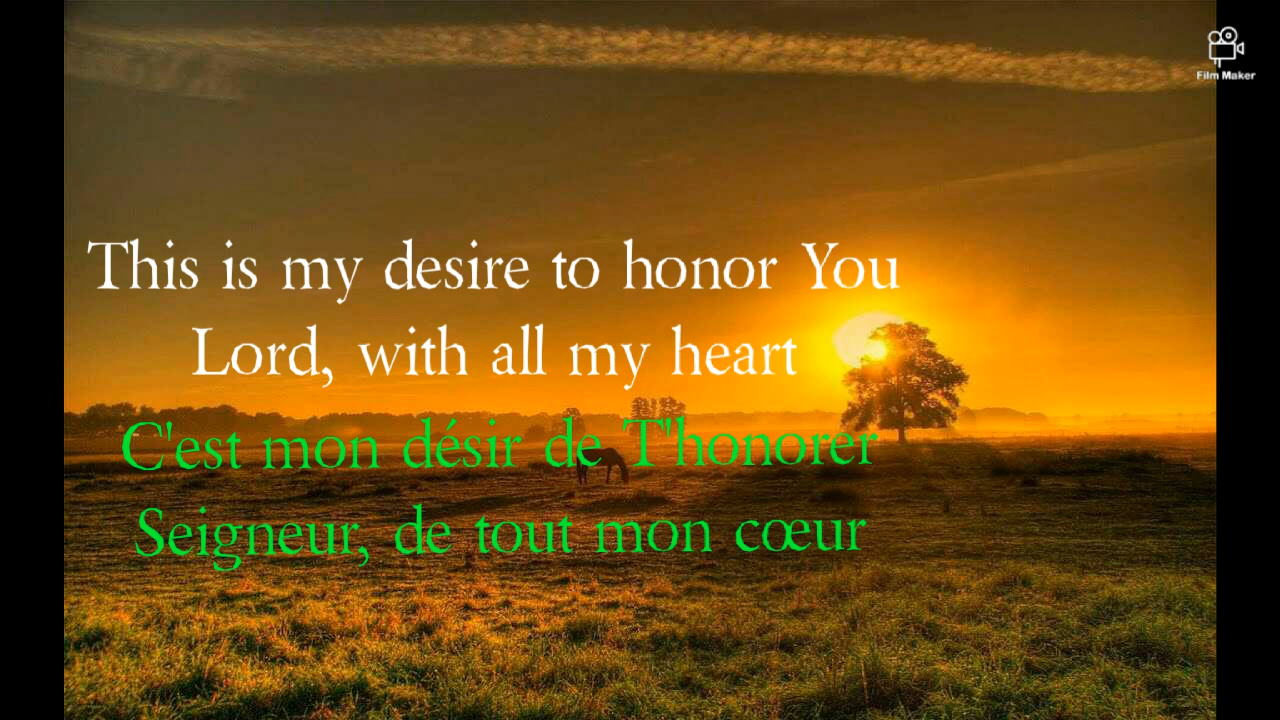 Film Maker
This is my desire to honor You
Lord, with all my heart
C'est mon désir de T'honorer
Seigneur, de tout mon cœur